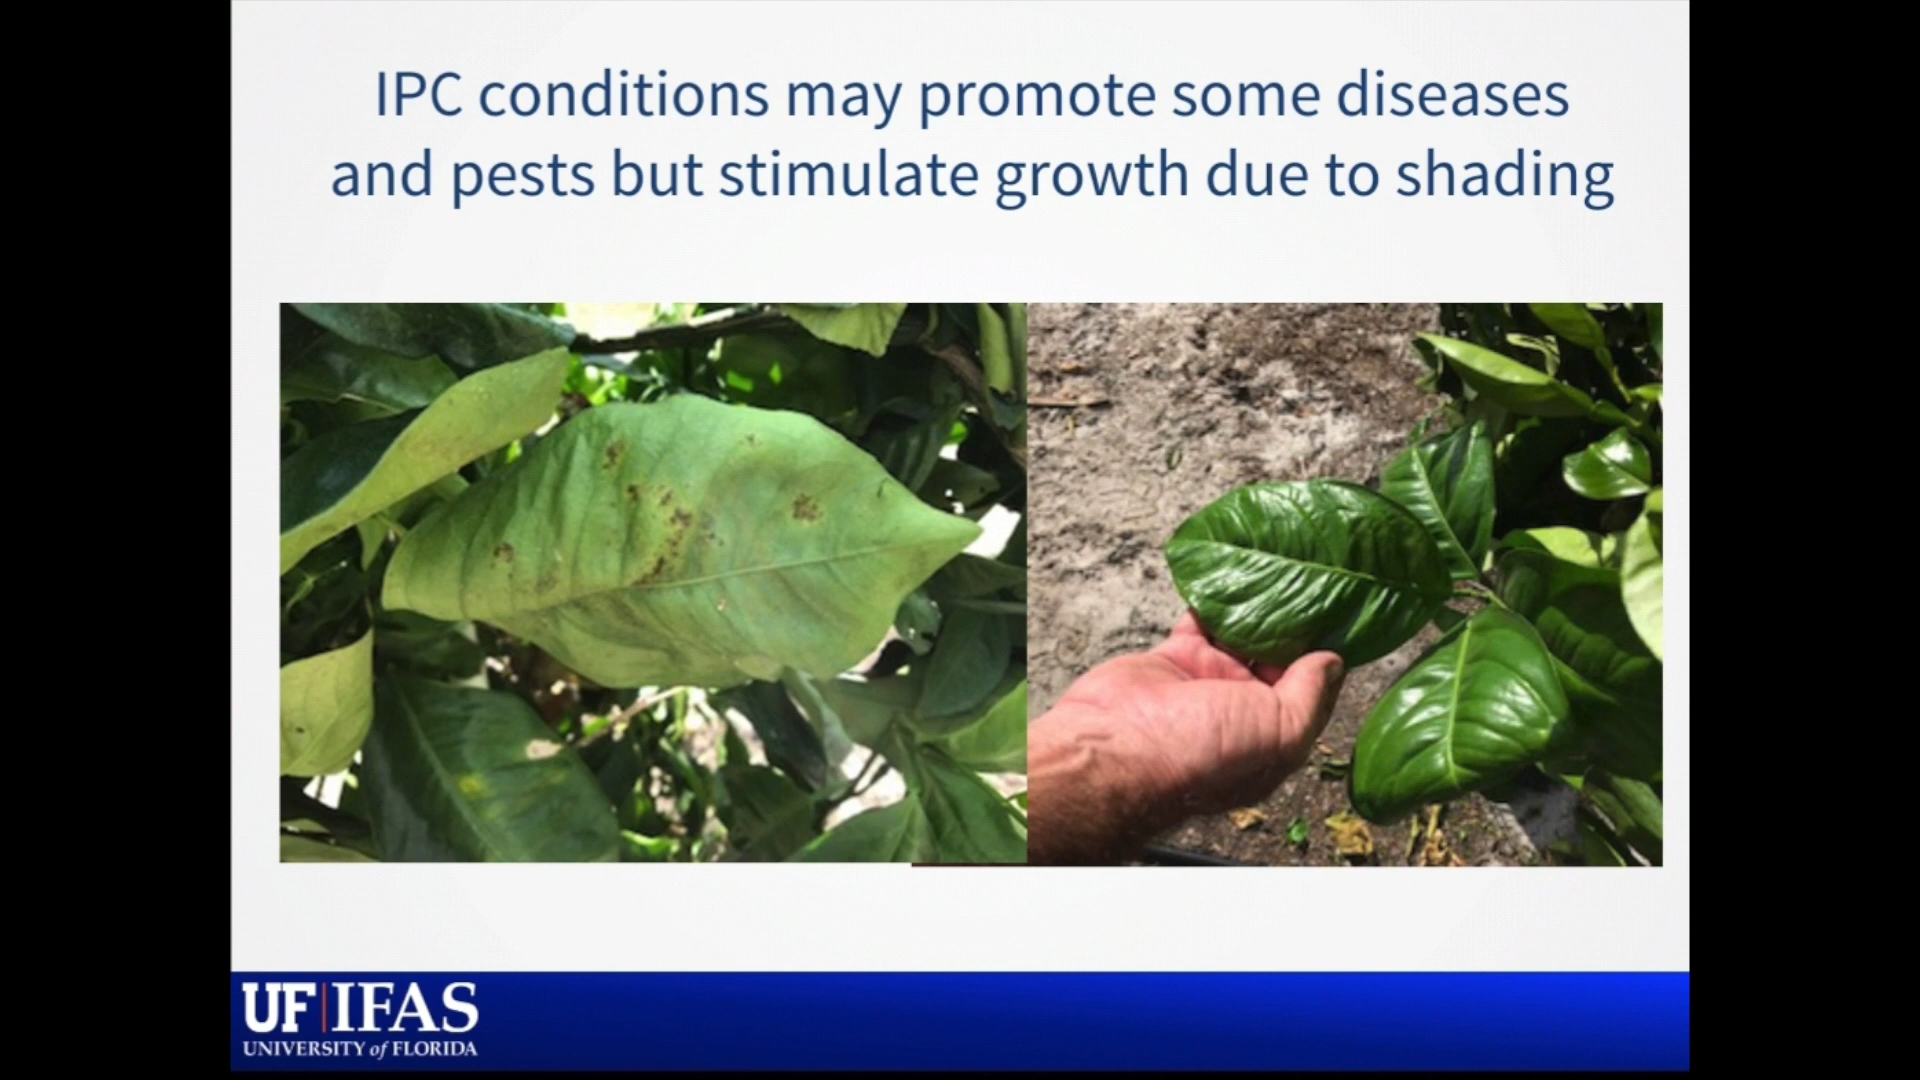 IPC conditions may promote some diseases
and pests but stimulate growth due to shading
UF|IFAS
UNIVERSITY of FLORIDA